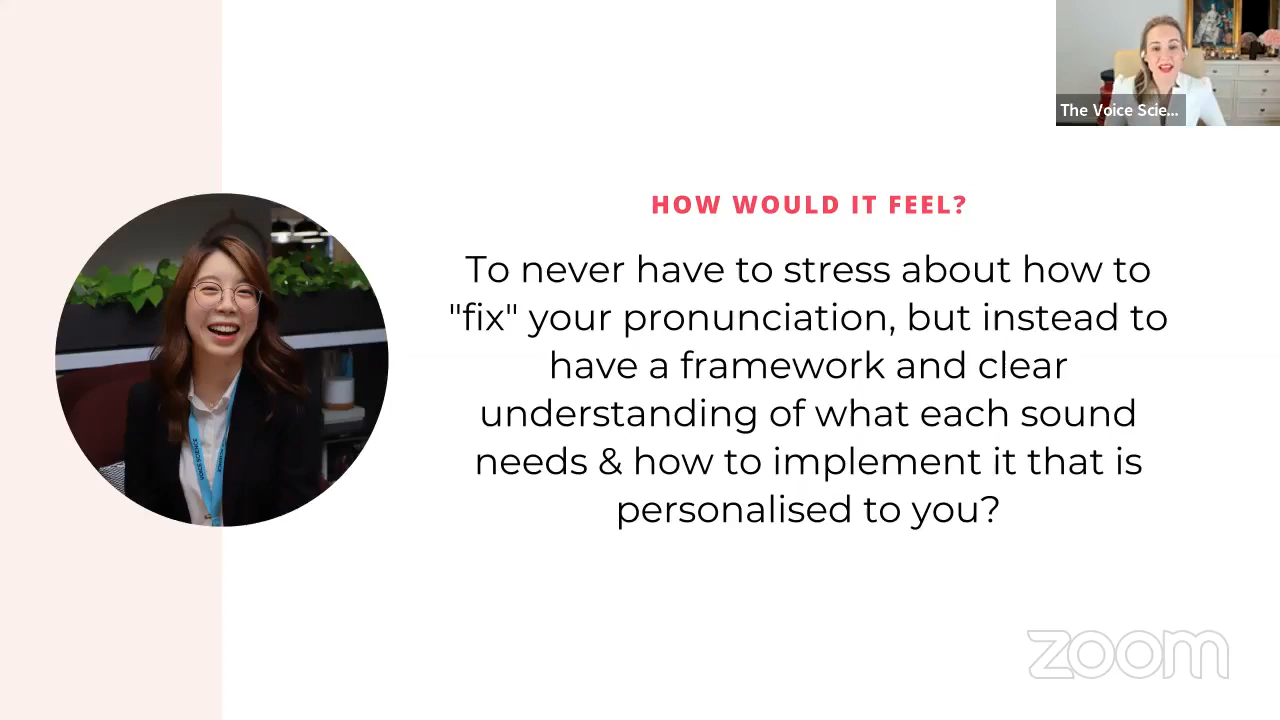 The Voice Scie...
HOW WOULD IT FEEL?
To never have to stress about how to
"fix" your pronunciation, but instead to
have a framework and clear
understanding of what each sound
needs & how to implement it that is
personalised to you?
VOICE SCIENCE
zoom